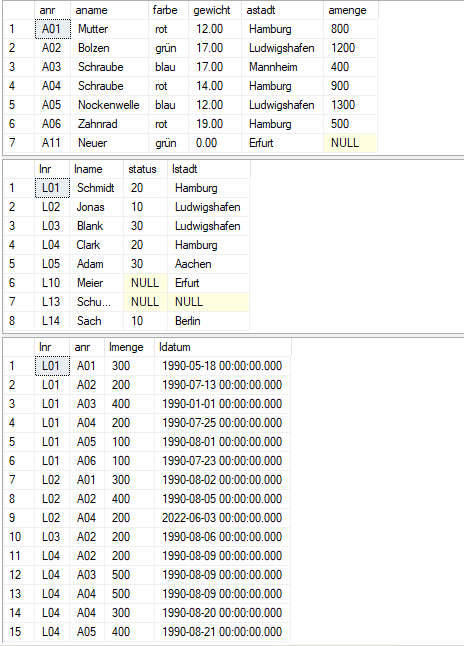 anr aname farbe gewicht astadt amenge
1 A01 Mutter rot 12.00 Hamburg 800
2 A02 Bolzen grün 17.00 Ludwigshafen 1200
3 A03 Schraube blau 17.00 Mannheim 400
4 A04 Schraube rot 14.00 Hamburg 900
5 A05 Nockenwelle blau 12.00 Ludwigshafen 1300
6 A06 Zahnrad rot 19.00 Hamburg 500
7 A11 Neuer grün 0.00 Erfurt NULL
lnr lname status lstadt
1 L01 Schmidt 20 Hamburg
2 L02 Jonas 10 Ludwigshafen
3 L03 Blank 30 Ludwigshafen
4 L04 Clark 20 Hamburg
5 L05 Adam 30 Aachen
6 L10 Meier NULL Erfurt
7 L13 Schu... NULL NULL
8 L14 Sach 10 Berlin
lnr anr lmenge ldatum
1 L01 A01 300 1990-05-18 00:00:00.000
2 L01 A02 200 1990-07-13 00:00:00.000
3 L01 A03 400 1990-01-01 00:00:00.000
4 L01 A04 200 1990-07-25 00:00:00.000
5 L01 A05 100 1990-08-01 00:00:00.000
6 L01 A06 100 1990-07-23 00:00:00.000
7 L02 A01 300 1990-08-02 00:00:00.000
8 L02 A02 400 1990-08-05 00:00:00.000
9 L02 A04 200 2022-06-03 00:00:00.000
10 L03 A02 200 1990-08-06 00:00:00.000
11 L04 A02 200 1990-08-09 00:00:00.000
12 L04 A03 500 1990-08-09 00:00:00.000
13 L04 A04 500 1990-08-09 00:00:00.000
14 L04 A04 300 1990-08-20 00:00:00.000
15 L04 A05 400 1990-08-21 00:00:00.000